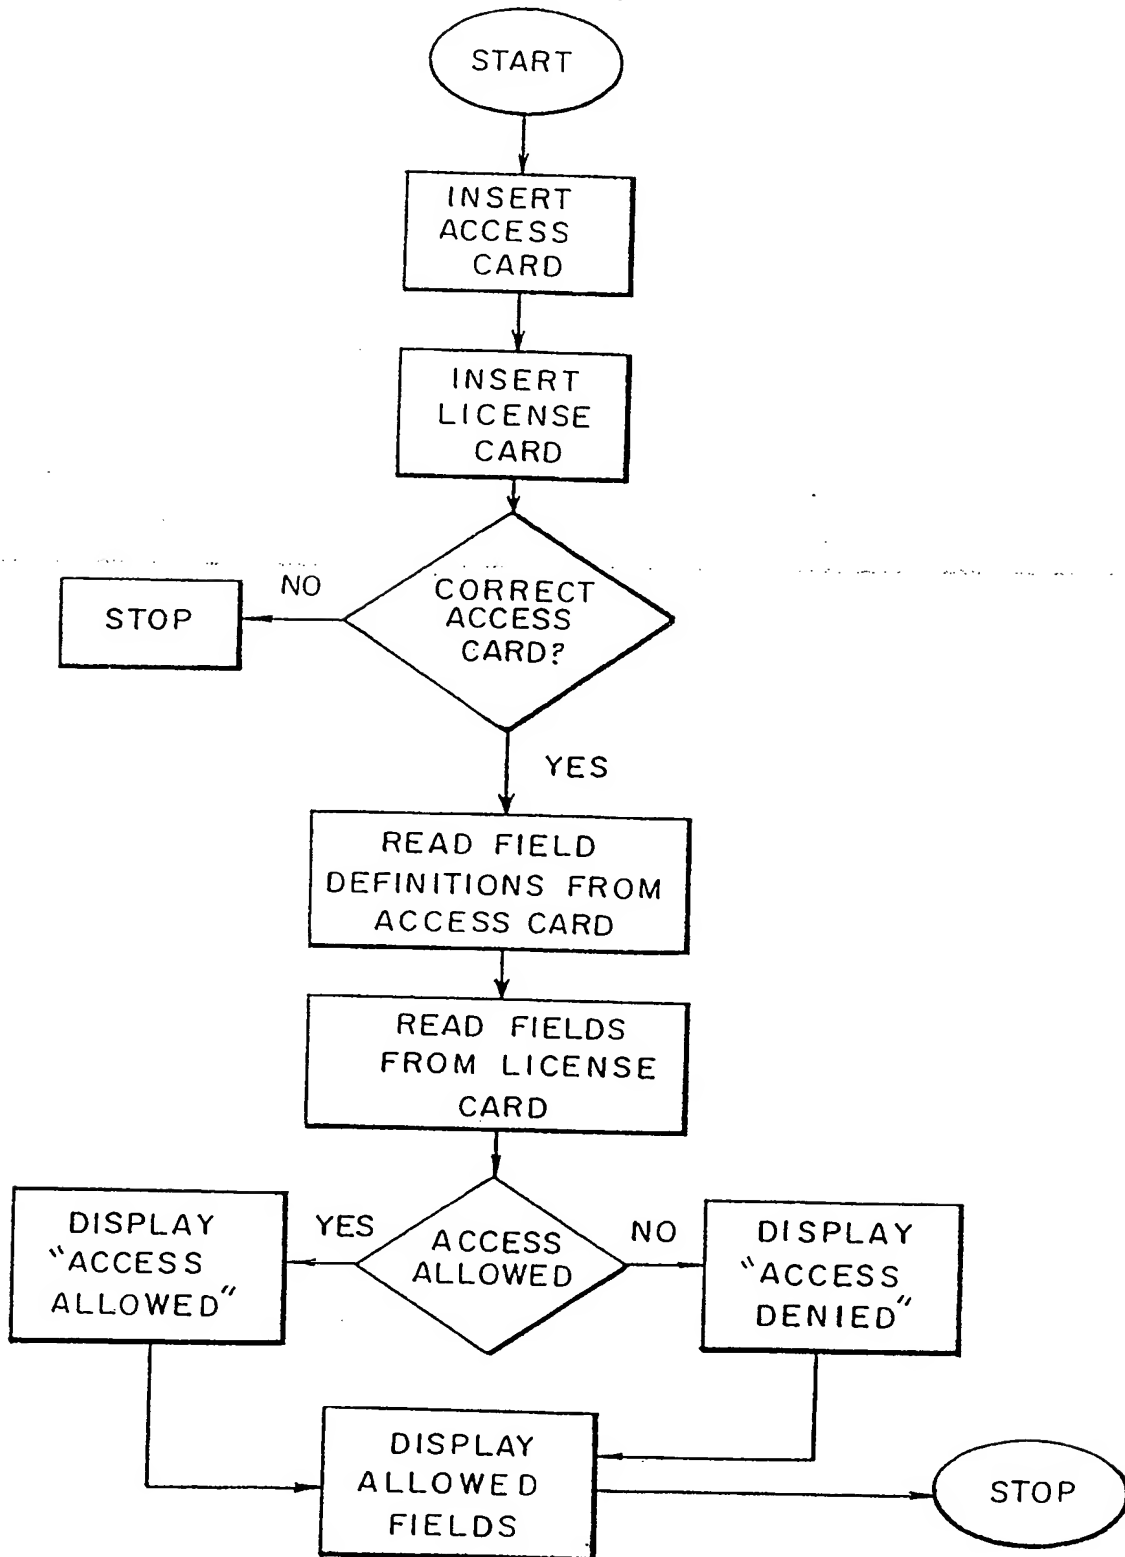 START
INSERT
ACCESS
CARD
INSERT
LICENSE
CARD
CORRECT
ACCESS
CARD?
NO
STOP
YES
READ FIELD
DEFINITIONS FROM
ACCESS CARD
READ FIELDS
FROM LICENSE
CARD
ACCESS
ALLOWED
YES
DISPLAY
"ACCESS
ALLOWED"
NO
DISPLAY
"ACCESS
DENIED"
DISPLAY
ALLOWED
FIELDS
STOP